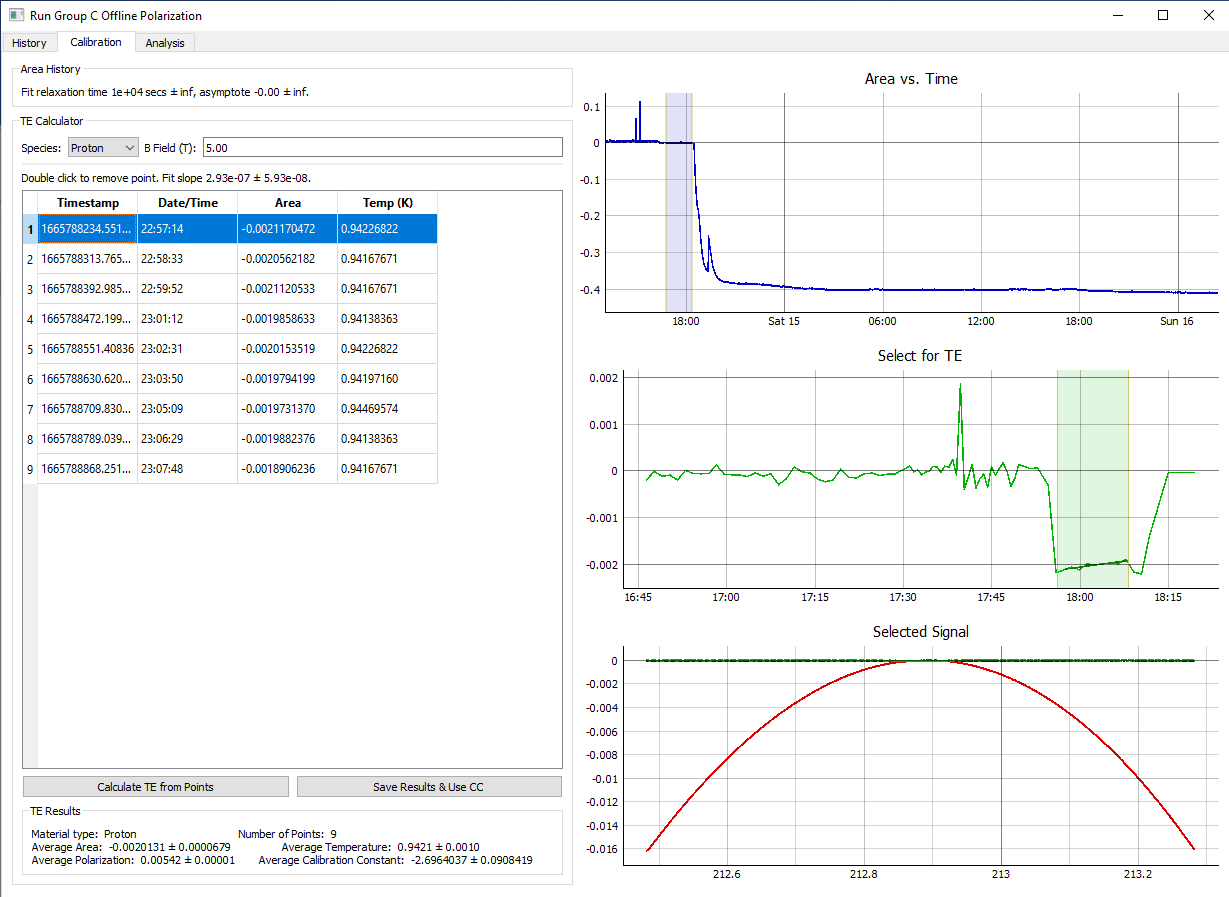 Run Group C Offline Polarization
History Calibration Analysis
Area History
Fit relaxation time 1e+04 secs ± inf, asymptote -0.00 ± inf.
TE Calculator
Species: Proton B Field (T): 5.00
Double click to remove point. Fit slope 2.93e-07 ± 5.93e-08.
Timestamp Date/Time Area Temp (K)
1 1665788234.551... 22:57:14 -0.0021170472 0.94226822
2 1665788313.765... 22:58:33 -0.0020562182 0.94167671
3 1665788392.985... 22:59:52 -0.0021120533 0.94167671
4 1665788472.199... 23:01:12 -0.0019858633 0.94138363
5 1665788551.40836 23:02:31 -0.0020153519 0.94226822
6 1665788630.620... 23:03:50 -0.0019794199 0.94197160
7 1665788709.830... 23:05:09 -0.0019731370 0.94469574
8 1665788789.039... 23:06:29 -0.0019882376 0.94138363
9 1665788868.251... 23:07:48 -0.0018906236 0.94167671
Calculate TE from Points Save Results & Use CC
TE Results
Material type: Proton Number of Points: 9
Average Area: -0.0020131 ± 0.0000679 Average Temperature: 0.9421 ± 0.0010
Average Polarization: 0.00542 ± 0.00001 Average Calibration Constant: -2.6964037 ± 0.0908419
Area vs. Time
0.1
0
-0.1
-0.2
-0.3
-0.4
18:00 Sat 15 06:00 12:00 18:00 Sun 16
Select for TE
0.002
0.001
0
-0.001
-0.002
16:45 17:00 17:15 17:30 17:45 18:00 18:15
Selected Signal
0
-0.002
-0.004
-0.006
-0.008
-0.01
-0.012
-0.014
-0.016
212.6 212.8 213 213.2